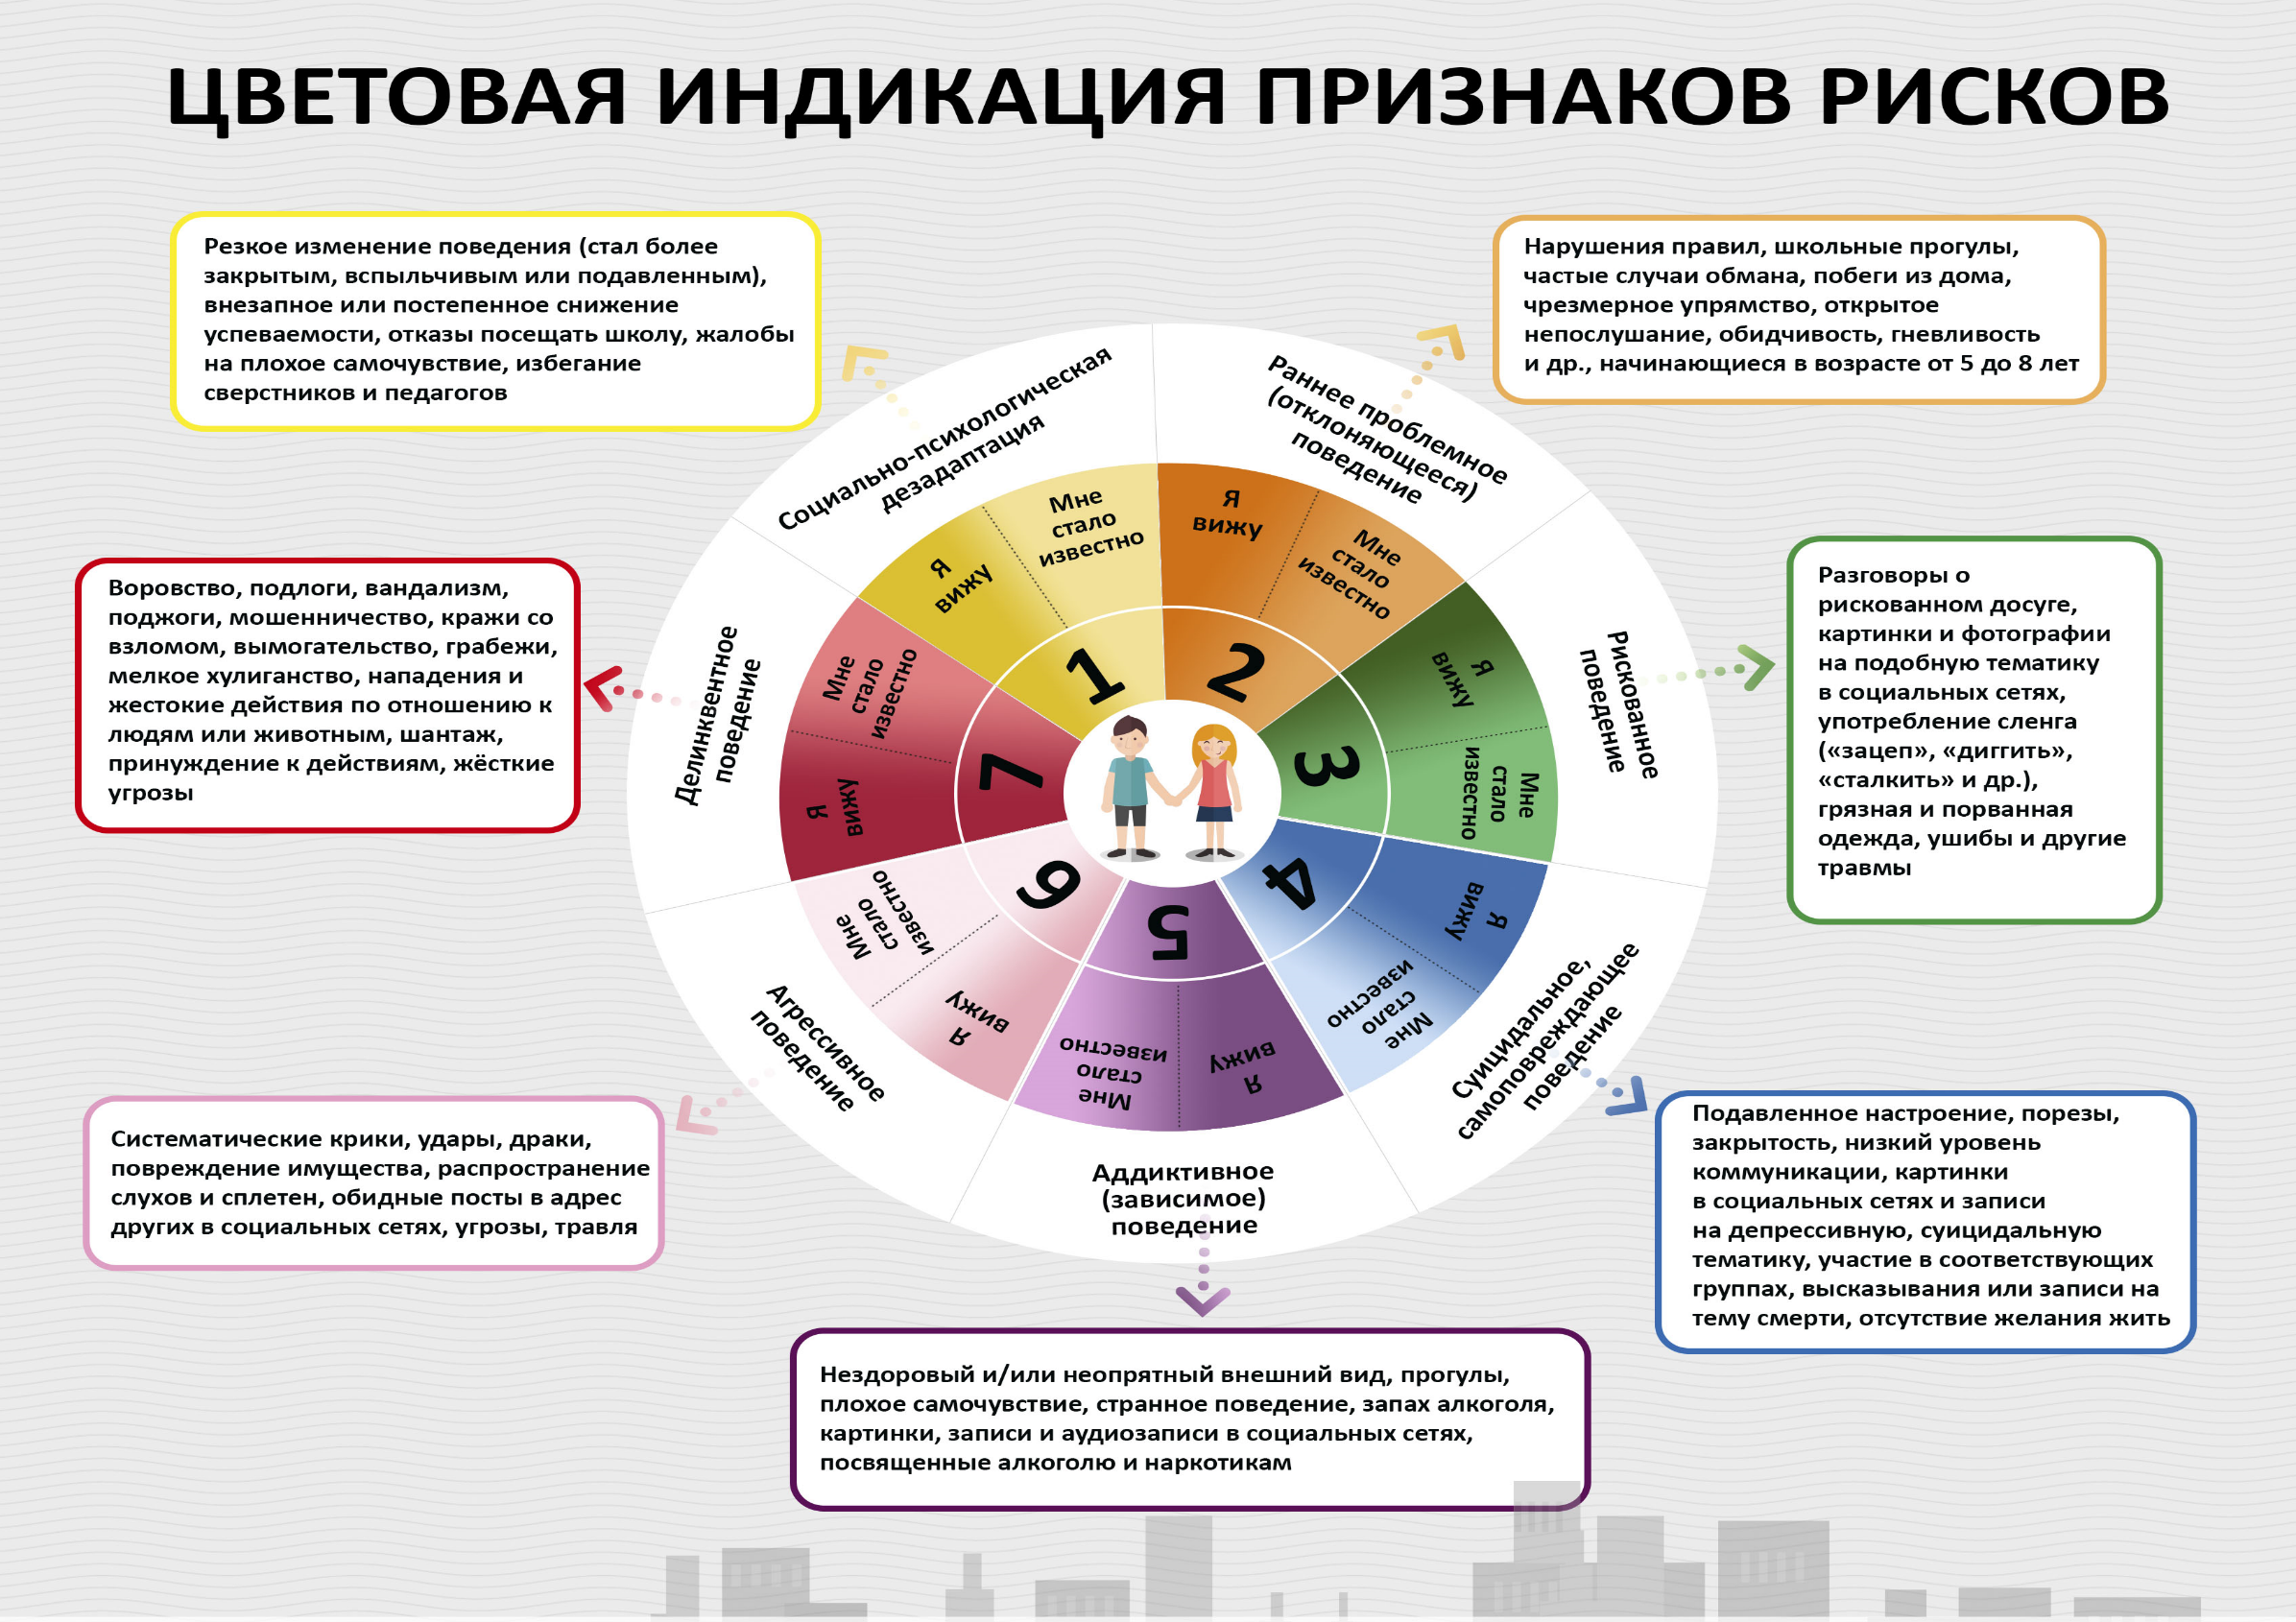 ЦВЕТОВАЯ ИНДИКАЦИЯ ПРИЗНАКОВ РИСКОВ
Резкое изменение поведения (стал более
закрытым, вспыльчивым или подавленным),
внезапное или постепенное снижение
успеваемости, отказы посещать школу, жалобы
на плохое самочувствие, избегание
сверстников и педагогов
Нарушения правил, школьные прогулы,
частые случаи обмана, побеги из дома,
чрезмерное упрямство, открытое
непослушание, обидчивость, гневливость
и др., начинающиеся в возрасте от 5 до 8 лет
Разговоры о
рискованном досуге,
картинки и фотографии
на подобную тематику
в социальных сетях,
употребление сленга
(«зацеп», «диггить»,
«сталкить» и др.),
грязная и порванная
одежда, ушибы и другие
травмы
Подавленное настроение, порезы,
закрытость, низкий уровень
коммуникации, картинки
в социальных сетях и записи
на депрессивную, суицидальную
тематику, участие в соответствующих
группах, высказывания или записи на
тему смерти, отсутствие желания жить
Нездоровый и/или неопрятный внешний вид, прогулы,
плохое самочувствие, странное поведение, запах алкоголя,
картинки, записи и аудиозаписи в социальных сетях,
посвященные алкоголю и наркотикам
Систематические крики, удары, драки,
повреждение имущества, распространение
слухов и сплетен, обидные посты в адрес
других в социальных сетях, угрозы, травля
Воровство, подлоги, вандализм,
поджоги, мошенничество, кражи со
взломом, вымогательство, грабежи,
мелкое хулиганство, нападения и
жестокие действия по отношению к
людям или животным, шантаж,
принуждение к действиям, жёсткие
угрозы
Социально-психологическая
дезадаптация
Я
вижу
Мне
стало
известно
1
Раннее проблемное
(отклоняющееся)
поведение
Я
вижу
Мне
стало
известно
2
Рискованное
поведение
Я
вижу
Мне
стало
известно
3
Суицидальное,
самоповреждающее
поведение
Я
вижу
Мне
стало
известно
4
Аддиктивное
(зависимое)
поведение
Я
вижу
Мне
стало
известно
5
Агрессивное
поведение
Я
вижу
Мне
стало
известно
6
Делинквентное
поведение
Я
вижу
Мне
стало
известно
7